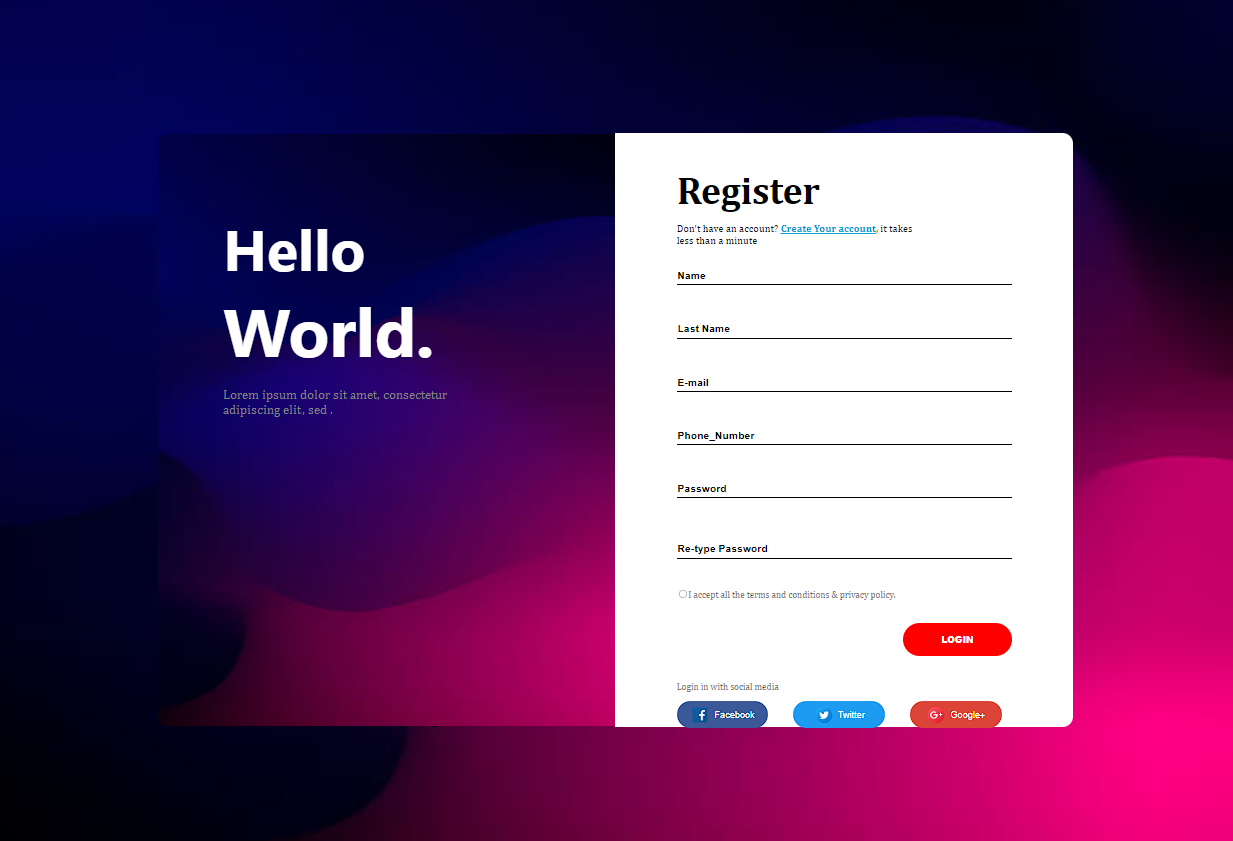 Hello
World.
Lorem ipsum dolor sit amet, consectetur
adipiscing elit, sed .
Register
Don't have an account? Create Your account, it takes
less than a minute
Name
Last Name
E-mail
Phone_Number
Password
Re-type Password
I accept all the terms and conditions & privacy policy.
LOGIN
Login in with social media
Facebook
Twitter
G+ Google+